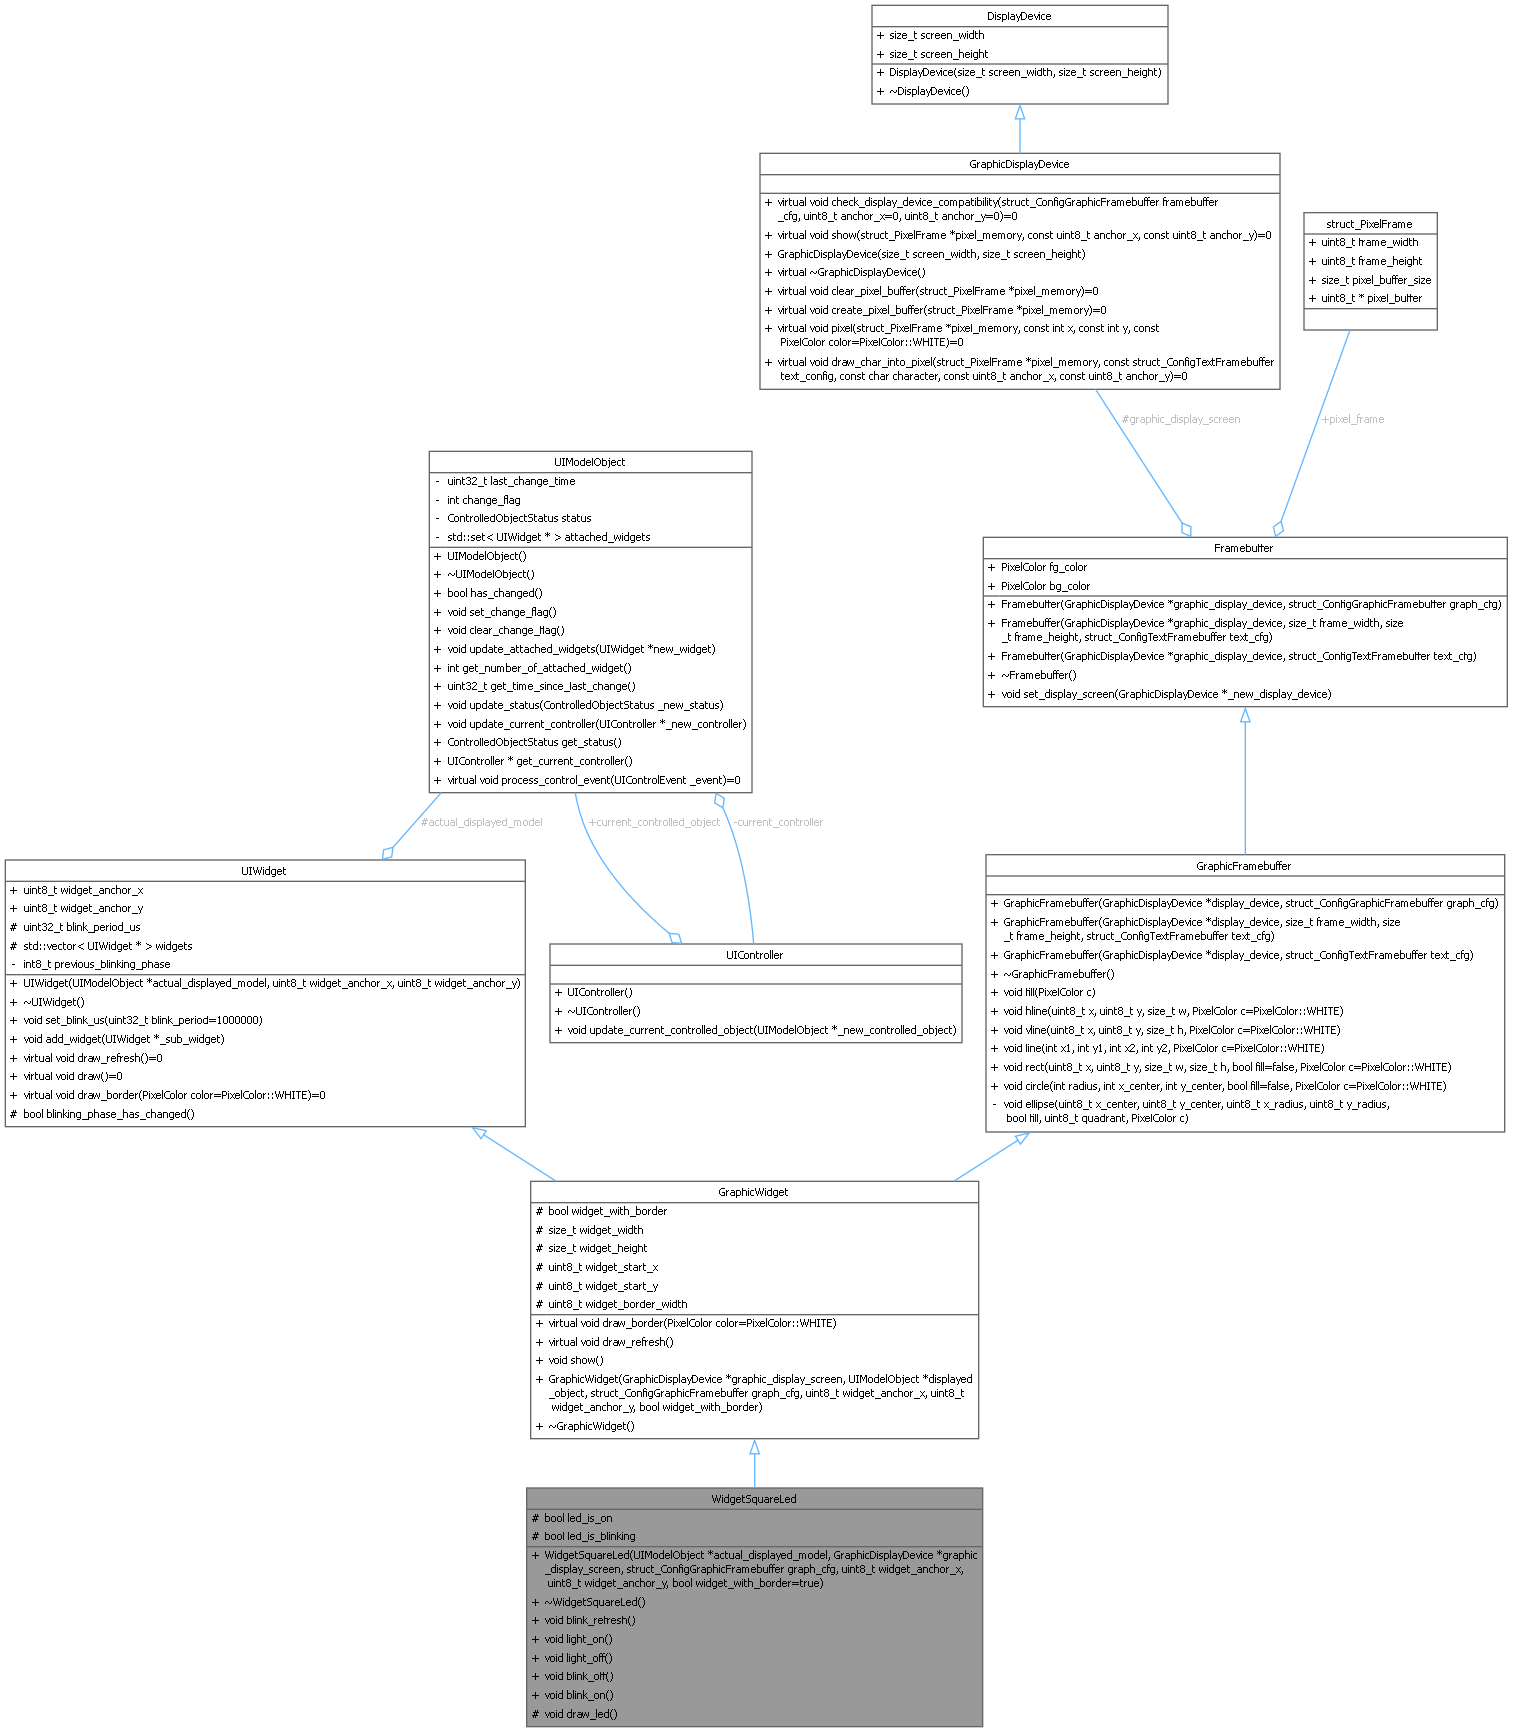 DisplayDevice
+ size_t screen_width
+ size_t screen_height
+ DisplayDevice(size_t screen_width, size_t screen_height)
+ ~DisplayDevice()
GraphicDisplayDevice
+ virtual void check_display_device_compatibility(struct_ConfigGraphicFramebuffer framebuffer
_cfg, uint8_t anchor_x=0, uint8_t anchor_y=0)=0
+ virtual void show(struct_PixelFrame *pixel_memory, const uint8_t anchor_x, const uint8_t anchor_y)=0
+ GraphicDisplayDevice(size_t screen_width, size_t screen_height)
+ virtual ~GraphicDisplayDevice()
+ virtual void clear_pixel_buffer(struct_PixelFrame *pixel_memory)=0
+ virtual void create_pixel_buffer(struct_PixelFrame *pixel_memory)=0
+ virtual void pixel(struct_PixelFrame *pixel_memory, const int x, const int y, const
PixelColor color=PixelColor::WHITE)=0
+ virtual void draw_char_into_pixel(struct_PixelFrame *pixel_memory, const struct_ConfigTextFramebuffer
text_config, const char character, const uint8_t anchor_x, const uint8_t anchor_y)=0
struct_PixelFrame
+ uint8_t frame_width
+ uint8_t frame_height
+ size_t pixel_buffer_size
+ uint8_t * pixel_buffer
#graphic_display_screen
+pixel_frame
UIModelObject
- uint32_t last_change_time
- int change_flag
- ControlledObjectStatus status
- std::set< UIWidget * > attached_widgets
+ UIModelObject()
+ ~UIModelObject()
+ bool has_changed()
+ void set_change_flag()
+ void clear_change_flag()
+ void update_attached_widgets(UIWidget *new_widget)
+ int get_number_of_attached_widget()
+ uint32_t get_time_since_last_change()
+ void update_status(ControlledObjectStatus _new_status)
+ void update_current_controller(UIController *_new_controller)
+ ControlledObjectStatus get_status()
+ UIController * get_current_controller()
+ virtual void process_control_event(UIControlEvent _event)=0
Framebuffer
+ PixelColor fg_color
+ PixelColor bg_color
+ Framebuffer(GraphicDisplayDevice *graphic_display_device, struct_ConfigGraphicFramebuffer graph_cfg)
+ Framebuffer(GraphicDisplayDevice *graphic_display_device, size_t frame_width, size
_t frame_height, struct_ConfigTextFramebuffer text_cfg)
+ Framebuffer(GraphicDisplayDevice *graphic_display_device, struct_ConfigTextFramebuffer text_cfg)
+ ~Framebuffer()
+ void set_display_screen(GraphicDisplayDevice *_new_display_device)
#actual_displayed_model
+current_controlled_object
-current_controller
UIWidget
+ uint8_t widget_anchor_x
+ uint8_t widget_anchor_y
# uint32_t blink_period_us
# std::vector< UIWidget * > widgets
- int8_t previous_blinking_phase
+ UIWidget(UIModelObject *actual_displayed_model, uint8_t widget_anchor_x, uint8_t widget_anchor_y)
+ ~UIWidget()
+ void set_blink_us(uint32_t blink_period=1000000)
+ void add_widget(UIWidget *_sub_widget)
+ virtual void draw_refresh()=0
+ virtual void draw()=0
+ virtual void draw_border(PixelColor color=PixelColor::WHITE)=0
# bool blinking_phase_has_changed()
UIController
+ UIController()
+ ~UIController()
+ void update_current_controlled_object(UIModelObject *_new_controlled_object)
GraphicFramebuffer
+ GraphicFramebuffer(GraphicDisplayDevice *display_device, struct_ConfigGraphicFramebuffer graph_cfg)
+ GraphicFramebuffer(GraphicDisplayDevice *display_device, size_t frame_width, size
_t frame_height, struct_ConfigTextFramebuffer text_cfg)
+ GraphicFramebuffer(GraphicDisplayDevice *display_device, struct_ConfigTextFramebuffer text_cfg)
+ ~GraphicFramebuffer()
+ void fill(PixelColor c)
+ void hline(uint8_t x, uint8_t y, size_t w, PixelColor c=PixelColor::WHITE)
+ void vline(uint8_t x, uint8_t y, size_t h, PixelColor c=PixelColor::WHITE)
+ void line(int x1, int y1, int x2, int y2, PixelColor c=PixelColor::WHITE)
+ void rect(uint8_t x, uint8_t y, size_t w, size_t h, bool fill=false, PixelColor c=PixelColor::WHITE)
+ void circle(int radius, int x_center, int y_center, bool fill=false, PixelColor c=PixelColor::WHITE)
- void ellipse(uint8_t x_center, uint8_t y_center, uint8_t x_radius, uint8_t y_radius,
bool fill, uint8_t quadrant, PixelColor c)
GraphicWidget
# bool widget_with_border
# size_t widget_width
# size_t widget_height
# uint8_t widget_start_x
# uint8_t widget_start_y
# uint8_t widget_border_width
+ virtual void draw_border(PixelColor color=PixelColor::WHITE)
+ virtual void draw_refresh()
+ void show()
+ GraphicWidget(GraphicDisplayDevice *graphic_display_screen, UIModelObject *displayed
_object, struct_ConfigGraphicFramebuffer graph_cfg, uint8_t widget_anchor_x, uint8_t
widget_anchor_y, bool widget_with_border)
+ ~GraphicWidget()
WidgetSquareLed
# bool led_is_on
# bool led_is_blinking
+ WidgetSquareLed(UIModelObject *actual_displayed_model, GraphicDisplayDevice *graphic
_display_screen, struct_ConfigGraphicFramebuffer graph_cfg, uint8_t widget_anchor_x,
uint8_t widget_anchor_y, bool widget_with_border=true)
+ ~WidgetSquareLed()
+ void blink_refresh()
+ void light_on()
+ void light_off()
+ void blink_off()
+ void blink_on()
# void draw_led()